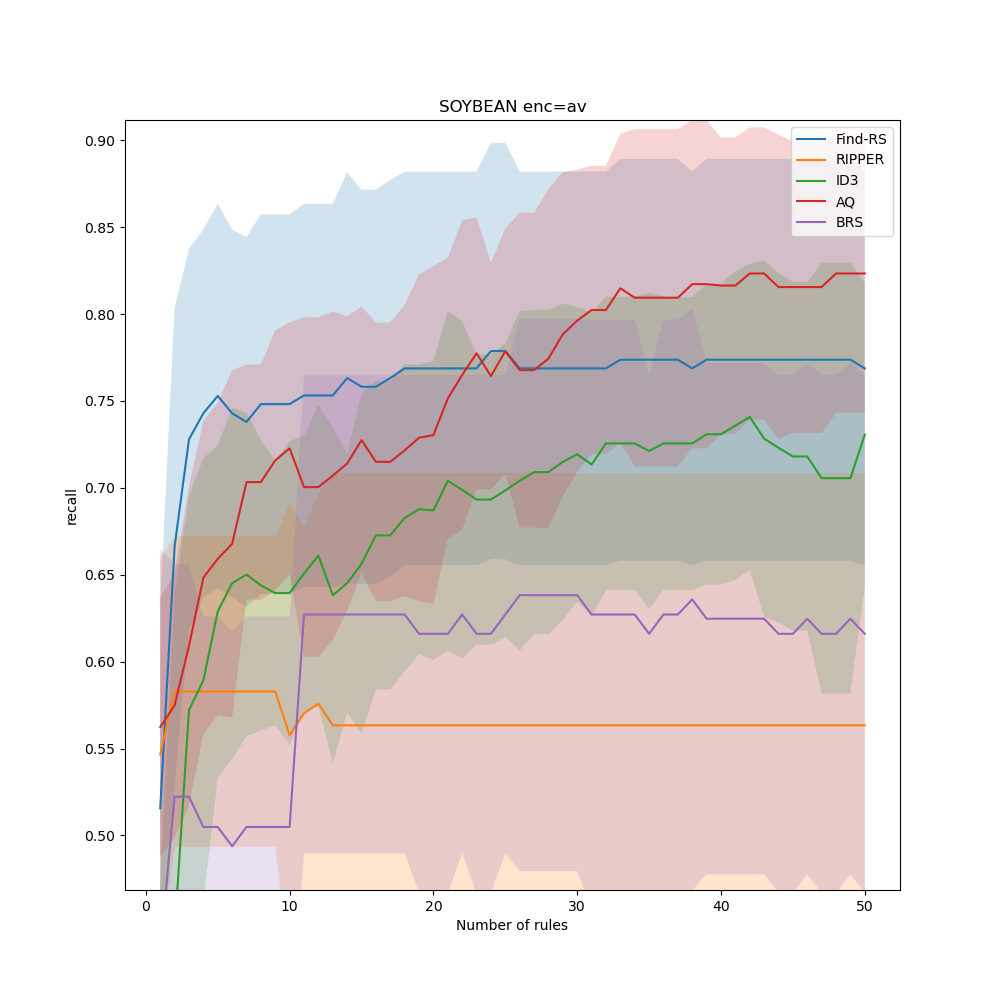 SOYBEAN enc=av
0.90
0.85
0.80
0.75
0.70
0.65
0.60
0.55
0.50
recall
Find-RS
RIPPER
ID3
AQ
BRS
0 10 20 30 40 50
Number of rules